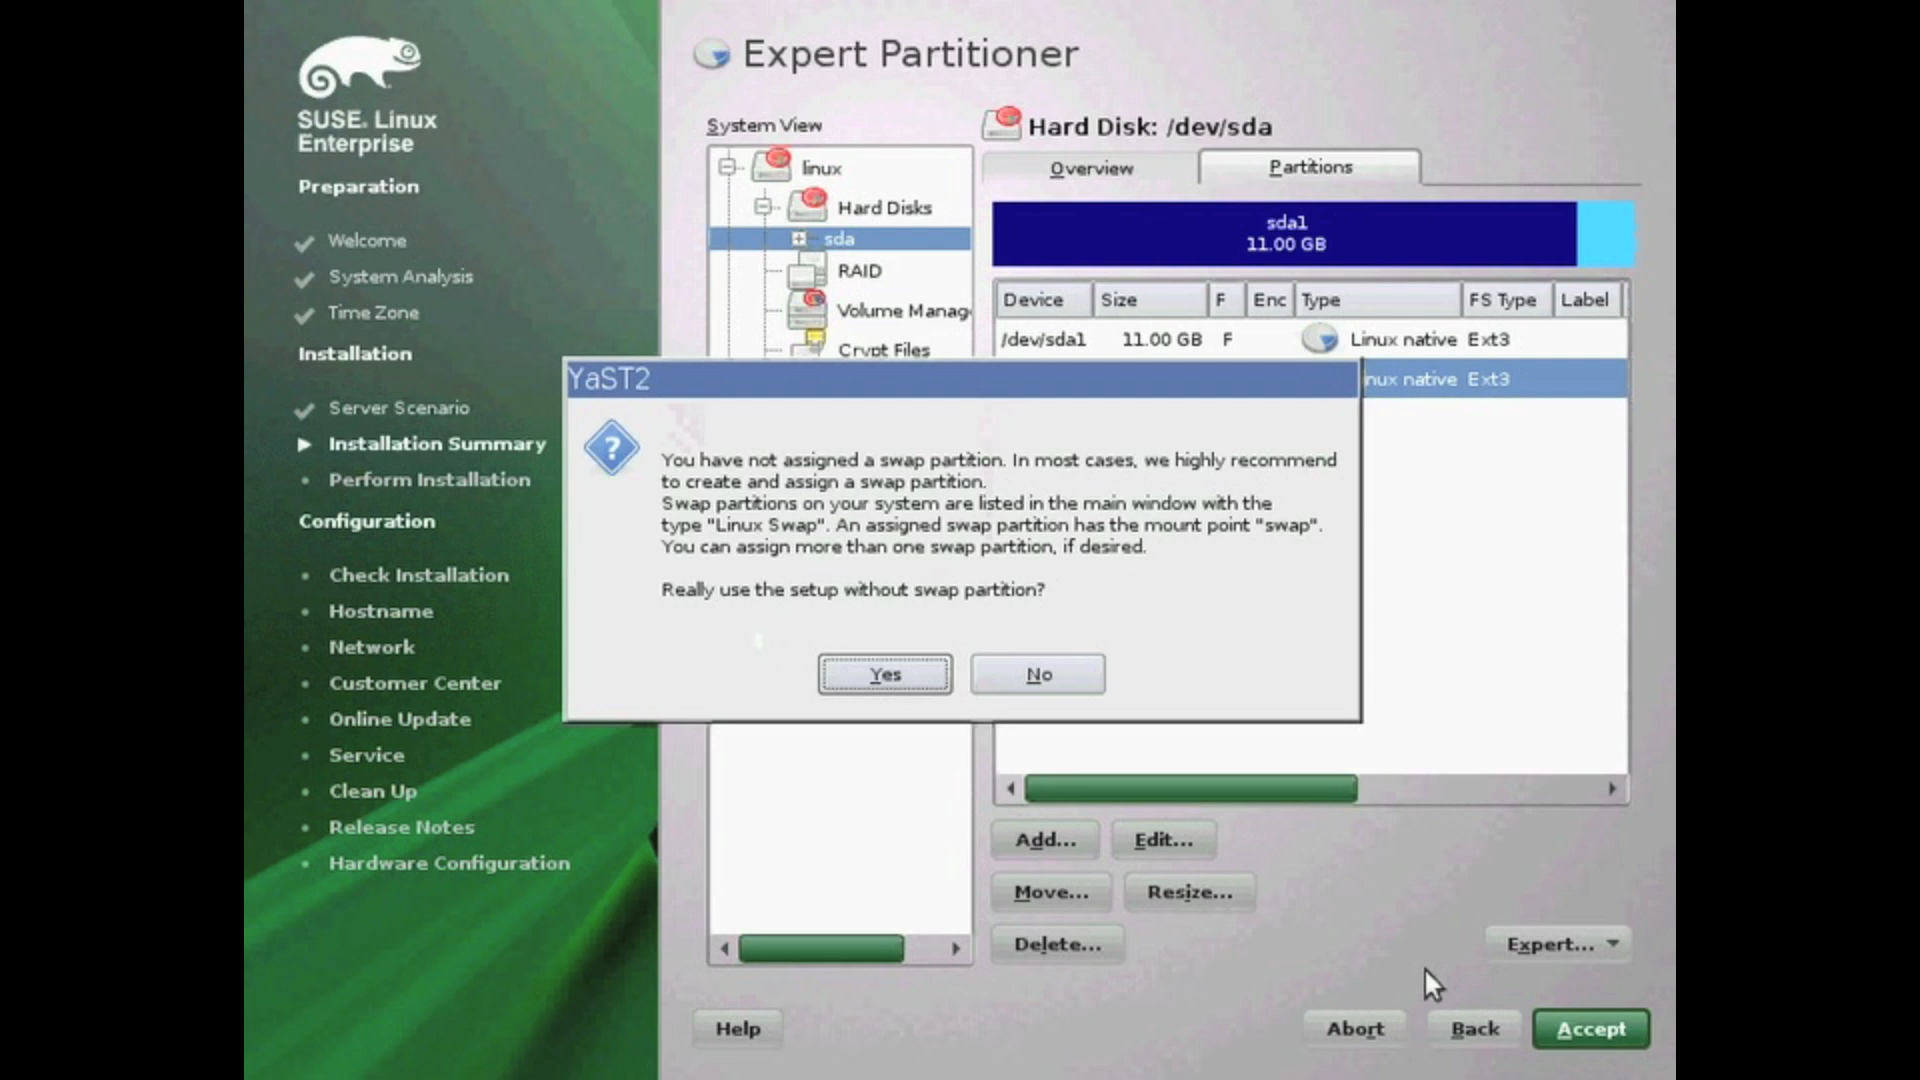 SUSE. Linux
Enterprise
Preparation
Welcome
System Analysis
Time Zone
Installation
Server Scenario
Installation Summary
Perform Installation
Configuration
Check Installation
Hostname
Network
Customer Center
Online Update
Service
Clean Up
Release Notes
Hardware Configuration
Expert Partitioner
System View
linux
Hard Disks
sda
RAID
Volume Manag
Crypt Files
Hard Disk: /dev/sda
Overview Partitions
sda1
11.00 GB
Device Size F Enc Type FS Type Label
/dev/sda1 11.00 GB F Linux native Ext3
nux native Ext3
YaST2
You have not assigned a swap partition. In most cases, we highly recommend
to create and assign a swap partition.
Swap partitions on your system are listed in the main window with the
type "Linux Swap". An assigned swap partition has the mount point "swap".
You can assign more than one swap partition, if desired.
Really use the setup without swap partition?
Yes No
Add... Edit...
Move... Resize...
Delete... Expert...
Help Abort Back Accept